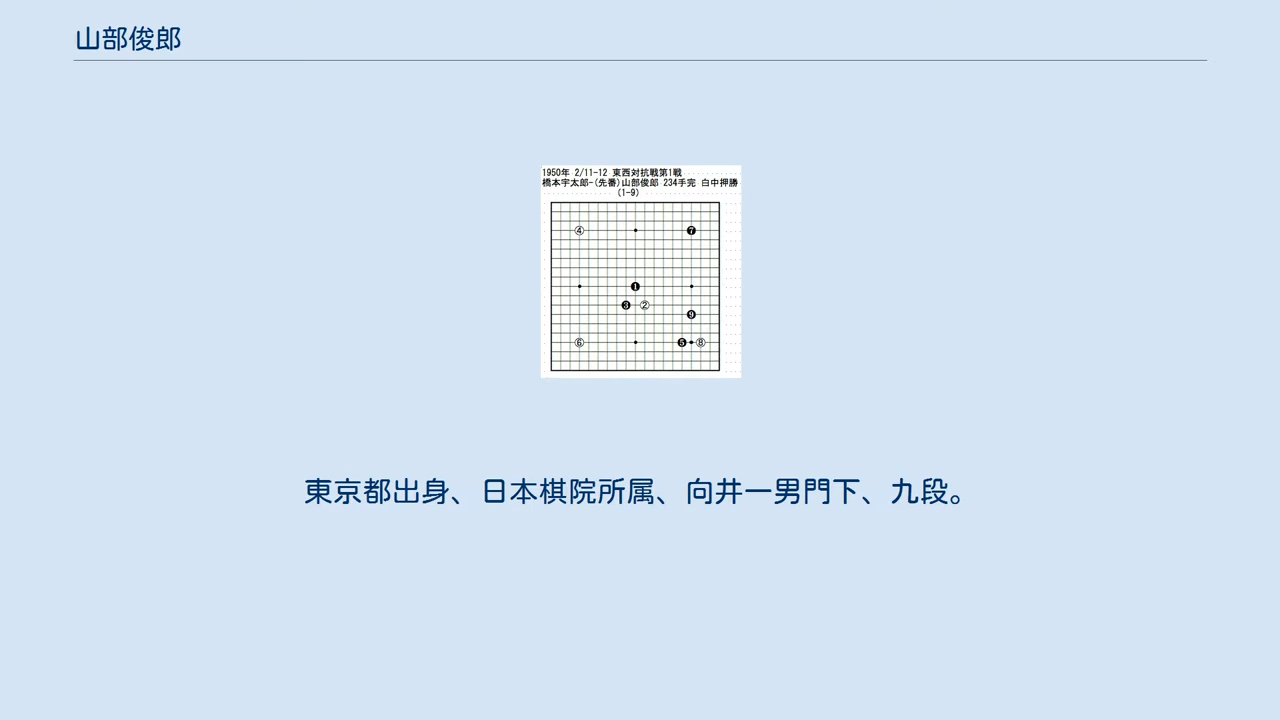 山部俊郎
1950年 2/11-12 東西対抗戦第1戦
橋本宇太郎-(先番)山部俊郎 234手完 白中押勝
(1-9)
④ ❼
❶
❸ ②
❾
⑥ ❺ ⑧
東京都出身、日本棋院所属、向井一男門下、九段。